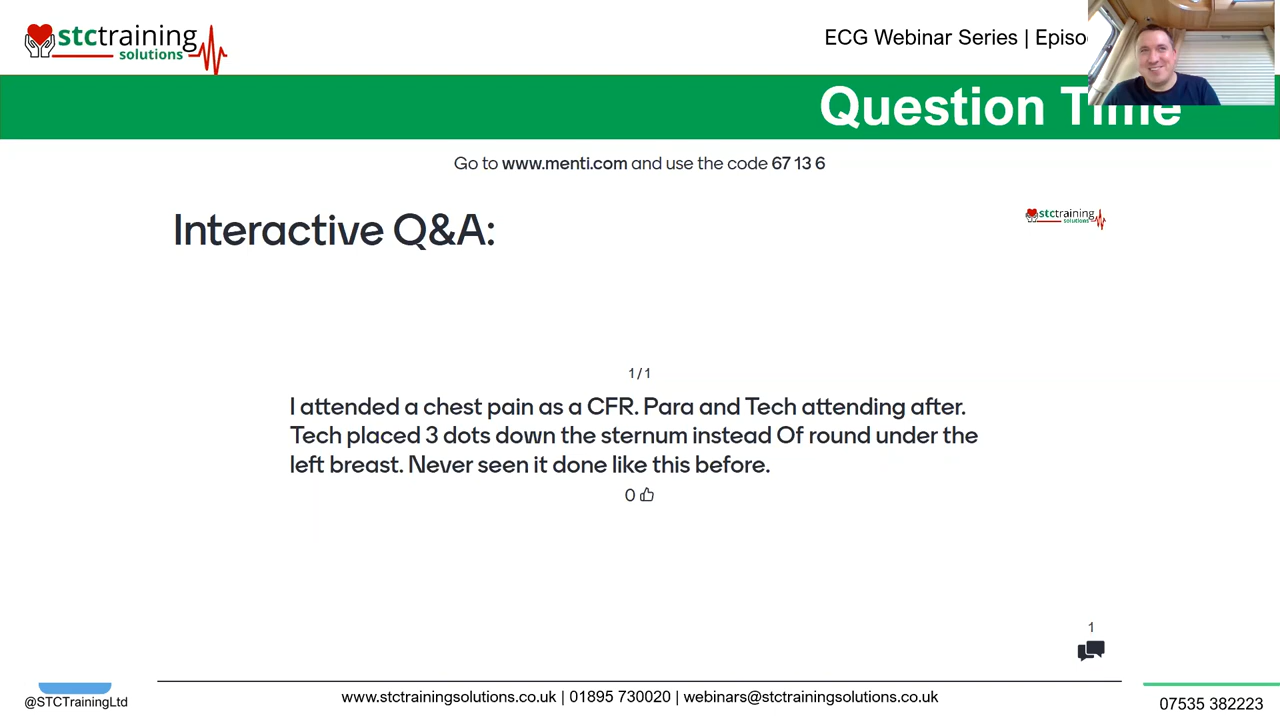 stctraining
solutions
ECG Webinar Series |
Question Time
Go to www.menti.com and use the code 67 13 6
Interactive Q&A:
stctraining
solutions
1/1
I attended a chest pain as a CFR. Para and Tech attending after.
Tech placed 3 dots down the sternum instead Of round under the
left breast. Never seen it done like this before.
0
1
@STCTrainingLtd
www.stctrainingsolutions.co.uk | 01895 730020 | webinars@stctrainingsolutions.co.uk
07535 382223